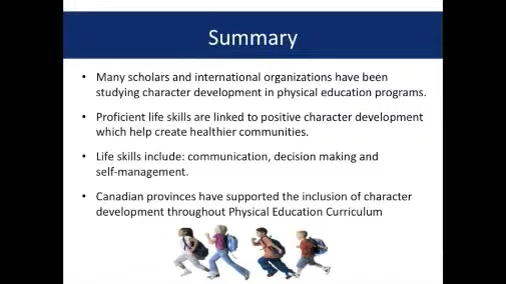 Summary
• Many scholars and international organizations have been
studying character development in physical education programs.
• Proficient life skills are linked to positive character development
which help create healthier communities.
• Life skills include: communication, decision making and
self-management.
• Canadian provinces have supported the inclusion of character
development throughout Physical Education Curriculum